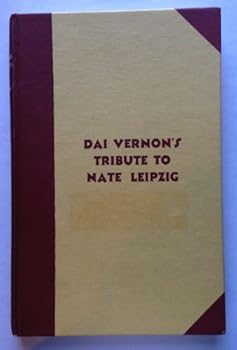 DAI VERNON'S
TRIBUTE TO
NATE LEIPZIG